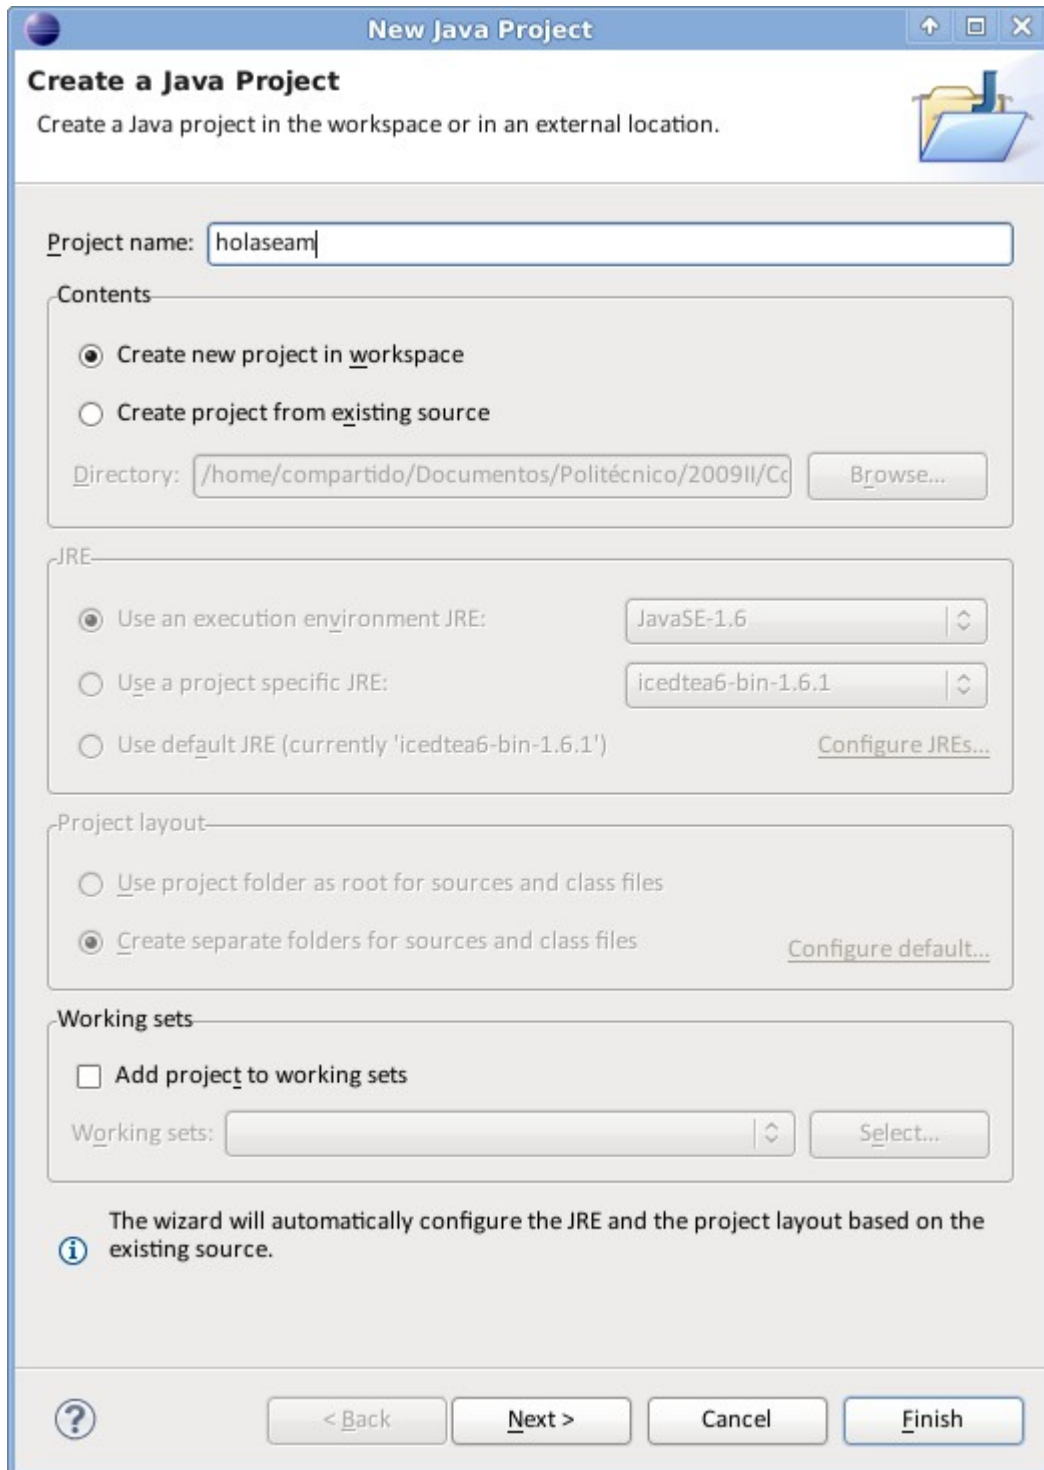 New Java Project
Create a Java Project
Create a Java project in the workspace or in an external location.
Project name: holaseam
Contents
Create new project in workspace
Create project from existing source
Directory: /home/compartido/Documentos/Politécnico/2009II/Co Browse...
JRE
Use an execution environment JRE: JavaSE-1.6
Use a project specific JRE: icedtea6-bin-1.6.1
Use default JRE (currently 'icedtea6-bin-1.6.1') Configure JREs...
Project layout
Use project folder as root for sources and class files
Create separate folders for sources and class files Configure default...
Working sets
Add project to working sets
Working sets: Select...
The wizard will automatically configure the JRE and the project layout based on the
existing source.
< Back Next > Cancel Finish